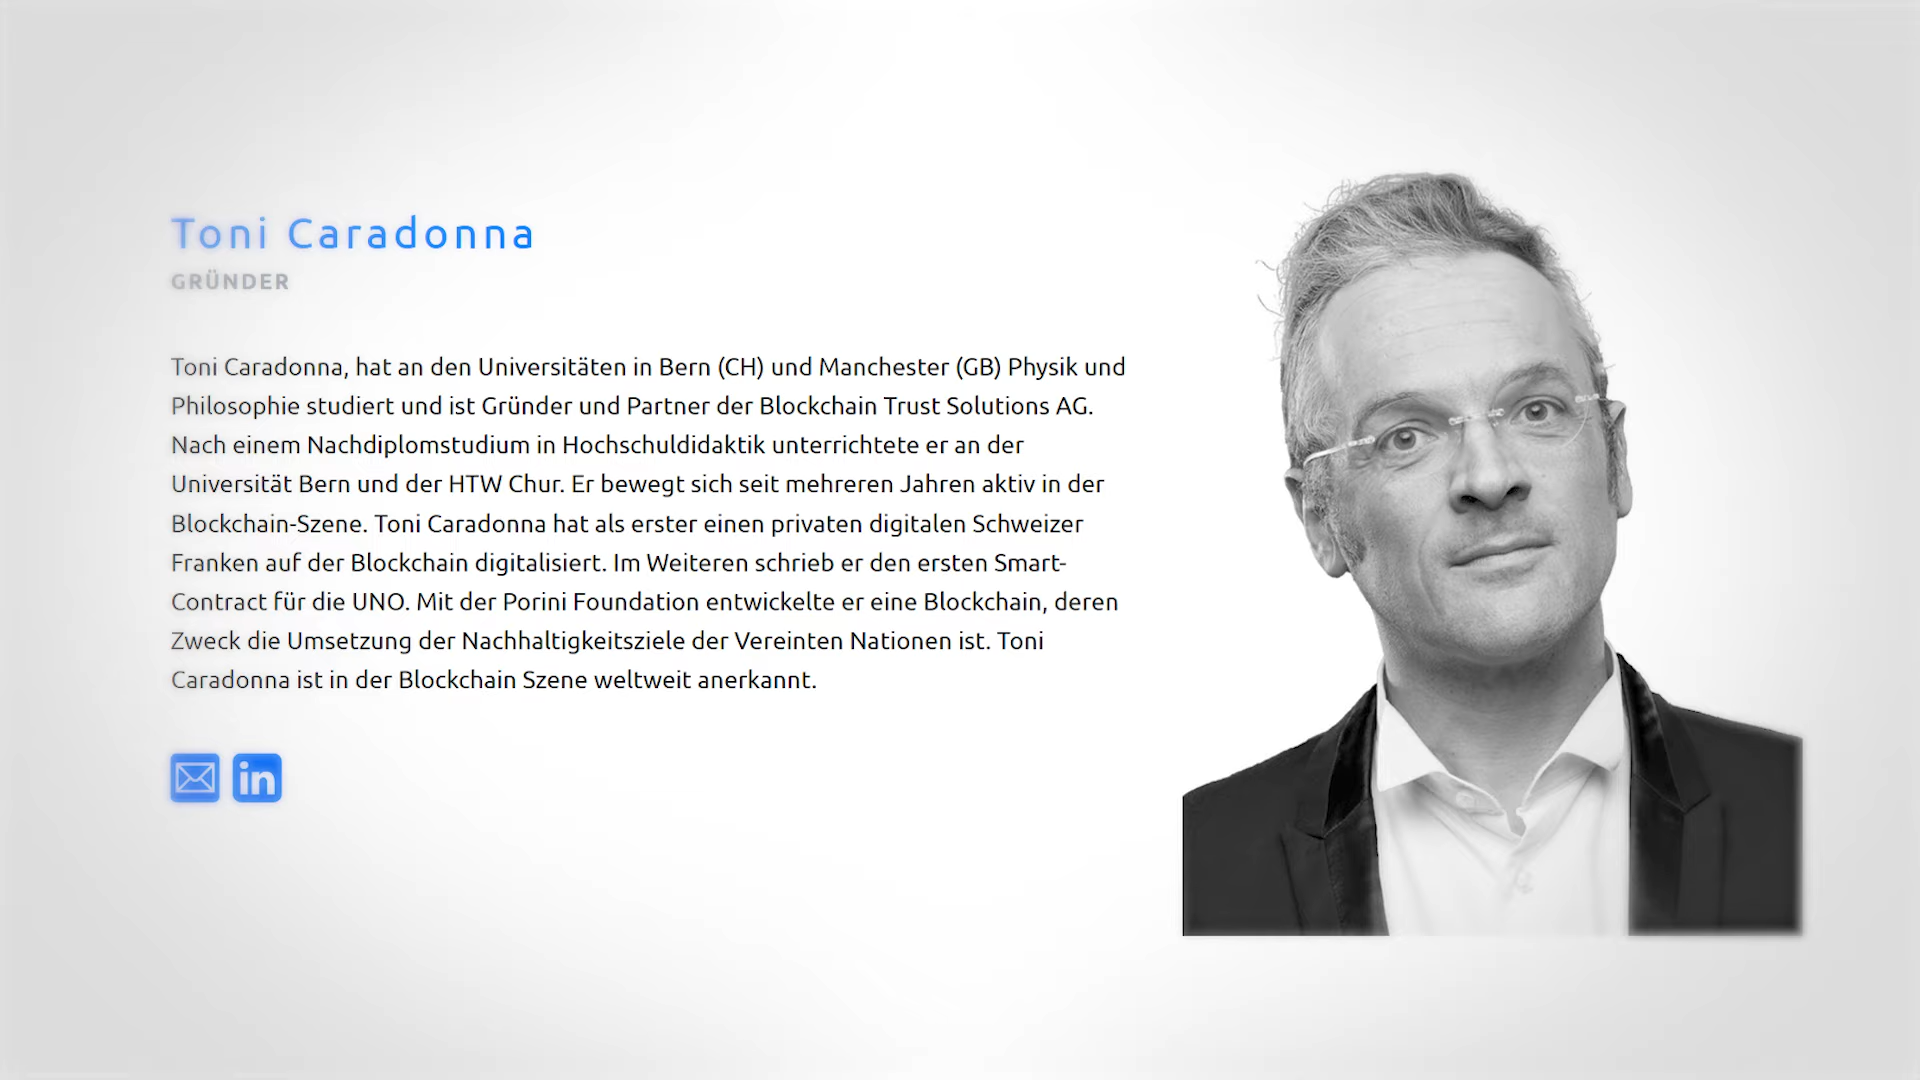 Toni Caradonna
GRÜNDER
Toni Caradonna, hat an den Universitäten in Bern (CH) und Manchester (GB) Physik und
Philosophie studiert und ist Gründer und Partner der Blockchain Trust Solutions AG.
Nach einem Nachdiplomstudium in Hochschuldidaktik unterrichtete er an der
Universität Bern und der HTW Chur. Er bewegt sich seit mehreren Jahren aktiv in der
Blockchain-Szene. Toni Caradonna hat als erster einen privaten digitalen Schweizer
Franken auf der Blockchain digitalisiert. Im Weiteren schrieb er den ersten Smart-
Contract für die UNO. Mit der Porini Foundation entwickelte er eine Blockchain, deren
Zweck die Umsetzung der Nachhaltigkeitsziele der Vereinten Nationen ist. Toni
Caradonna ist in der Blockchain Szene weltweit anerkannt.
in